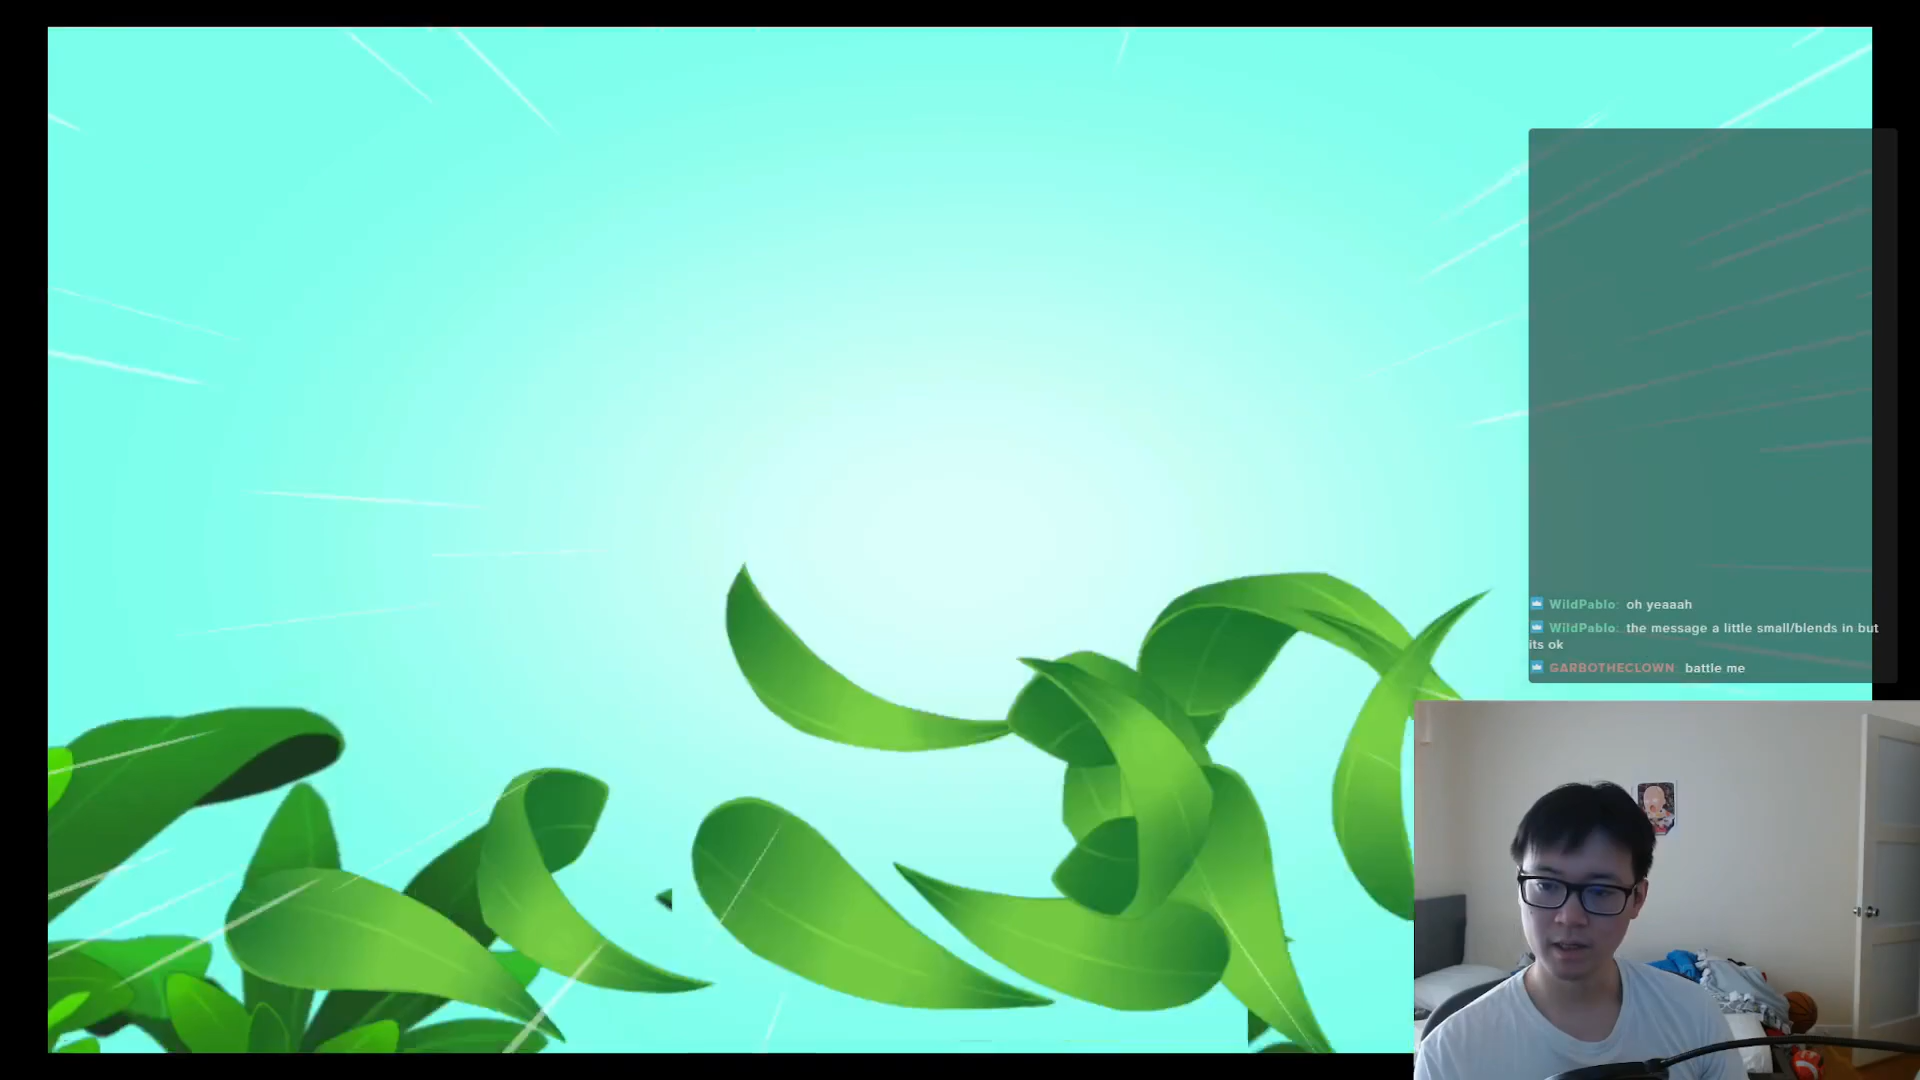 WildPablo: oh yeaaah
WildPablo: the message a little small/blends in but
its ok
GARBOTHECLOWN: battle me